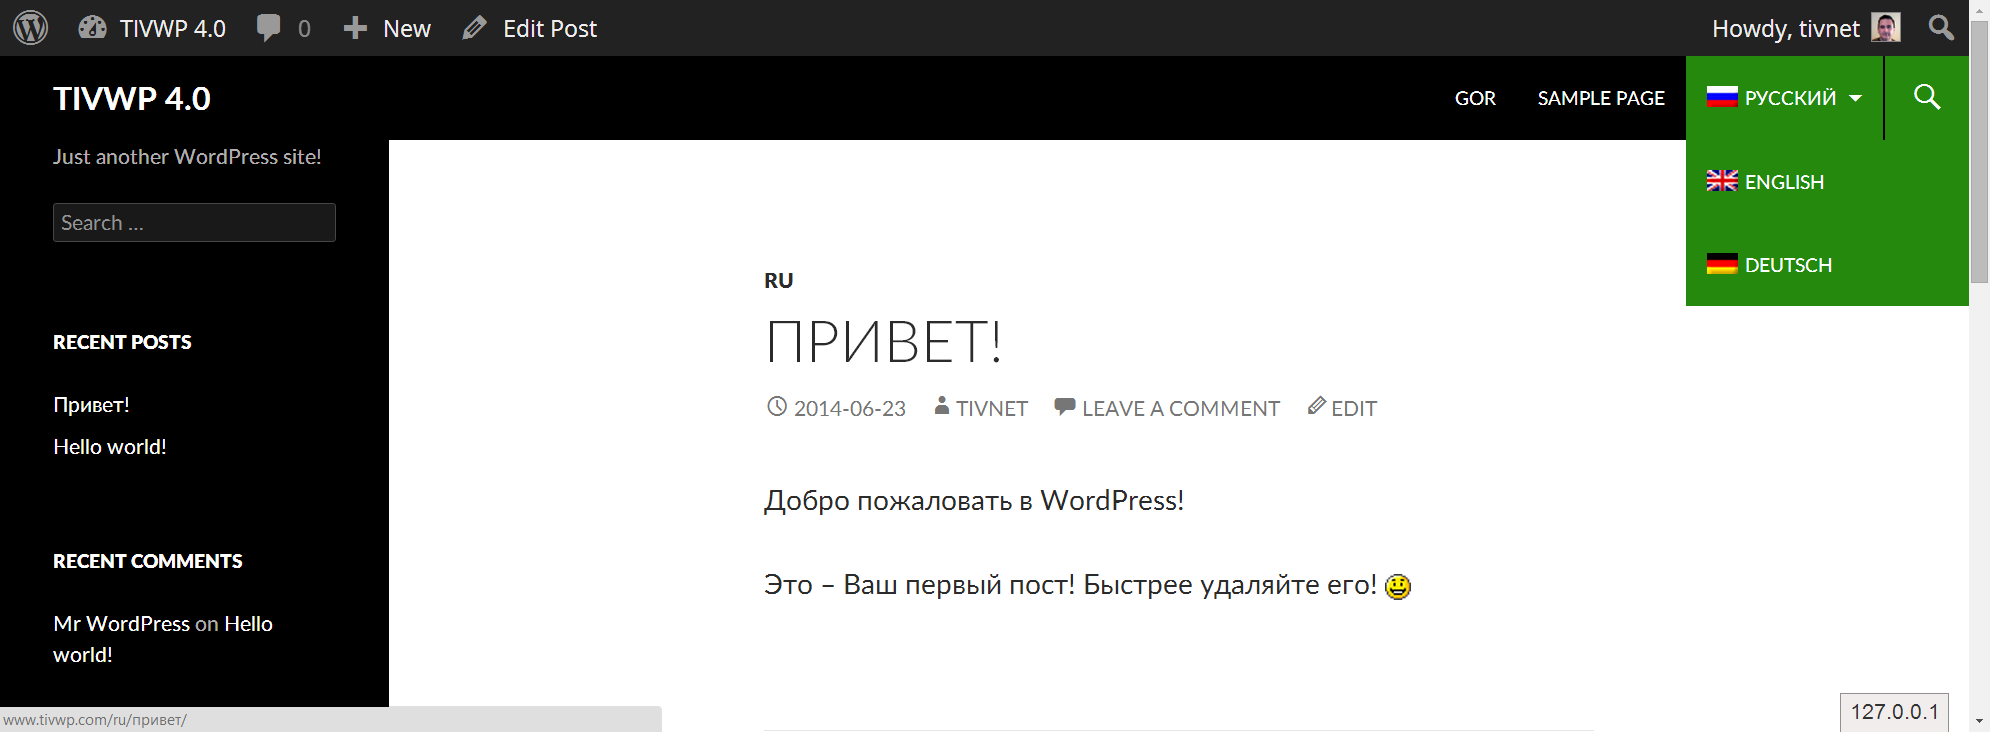 TIVWP 4.0 0 New Edit Post Howdy, tivnet
TIVWP 4.0 GOR SAMPLE PAGE РУССКИЙ
Just another WordPress site!
ENGLISH
Search ...
DEUTSCH
RU
ПРИВЕТ!
2014-06-23 TIVNET LEAVE A COMMENT EDIT
Добро пожаловать в WordPress!
Это – Ваш первый пост! Быстрее удаляйте его!
RECENT POSTS
Привет!
Hello world!
RECENT COMMENTS
Mr WordPress on Hello
world!
www.tivwp.com/ru/привет/
127.0.0.1